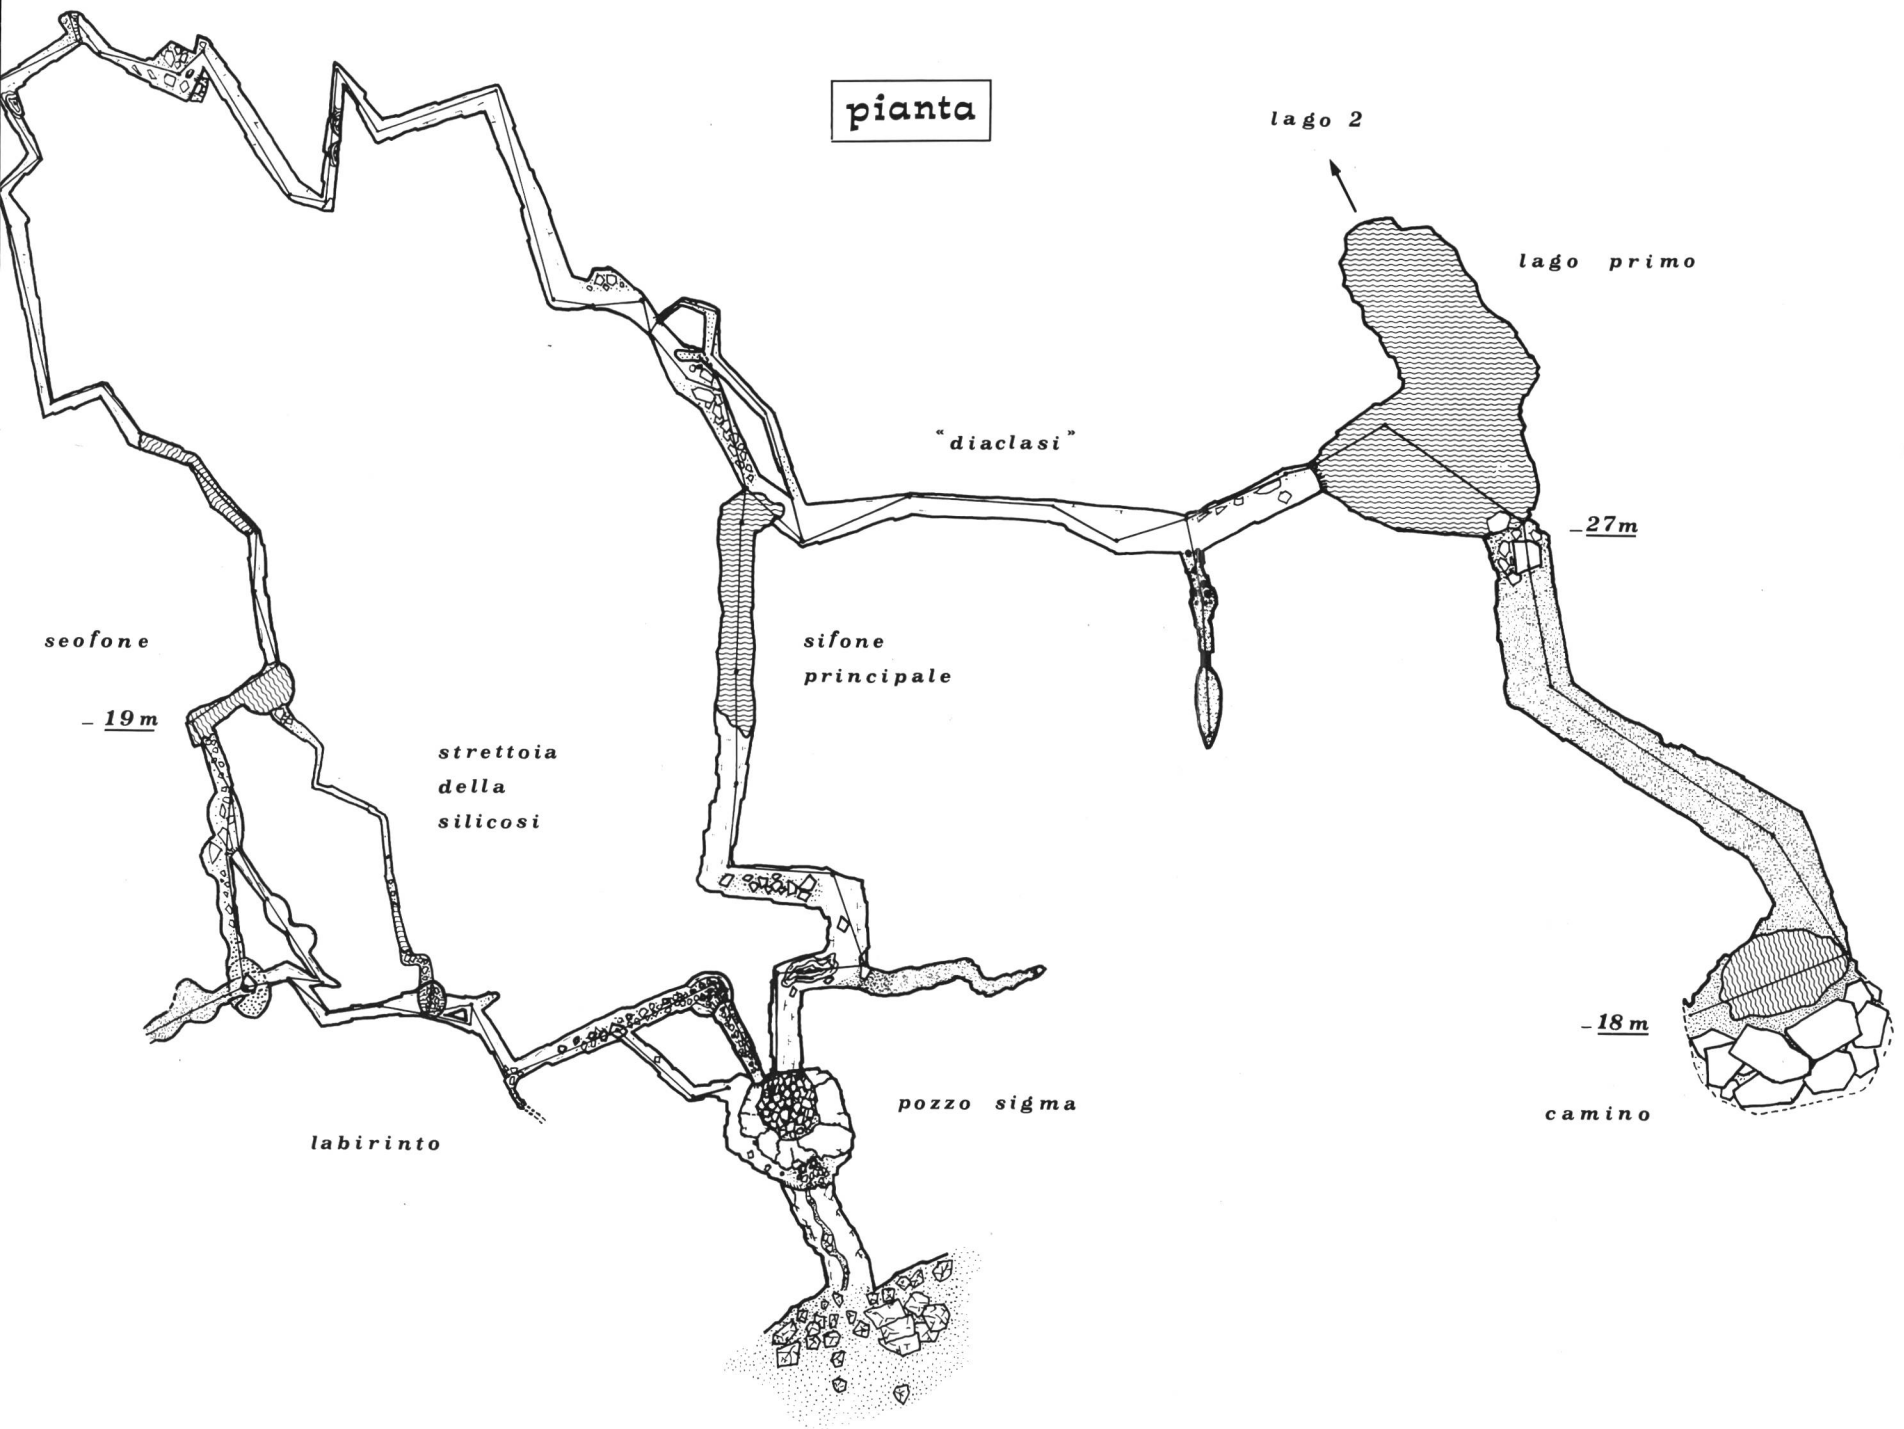 pianta
lago 2
lago primo
"diaclasi"
-27m
seofone
sifone
principale
-19m
strettoia
della
silicosi
-18m
pozzo sigma
camino
labirinto